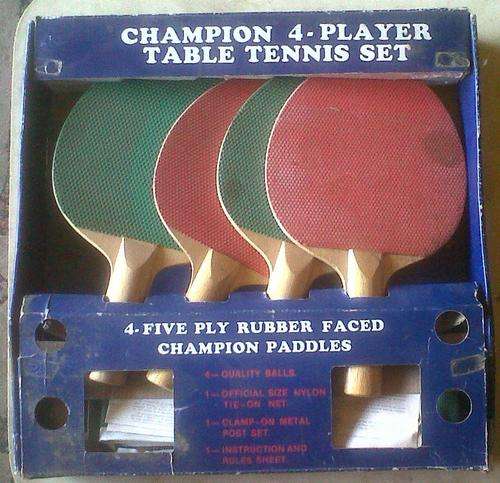 CHAMPION 4-PLAYER
TABLE TENNIS SET
4-FIVE PLY RUBBER FACED
CHAMPION PADDLES
4— QUALITY BALLS.
1— OFFICIAL SIZE NYLON
TIE-ON NET.
1— CLAMP-ON METAL
POST SET.
1— INSTRUCTION AND
RULES SHEET.